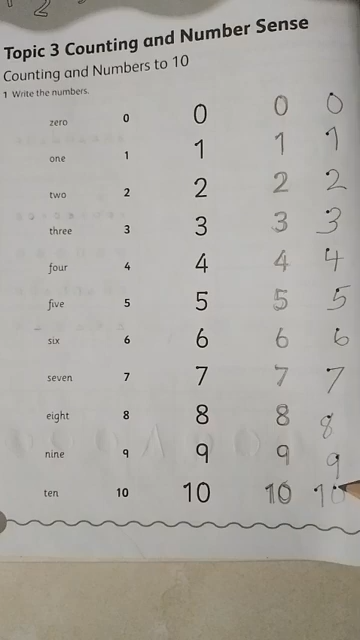 2
Topic 3 Counting and Number Sense
Counting and Numbers to 10
1 Write the numbers.
zero 0 0 0 0
one 1 1 1 1
two 2 2 2 2
three 3 3 3 3
four 4 4 4 4
five 5 5 5 5
six 6 6 6 6
seven 7 7 7 7
eight 8 8 8 8
nine 9 9 9 9
ten 10 10 10 10